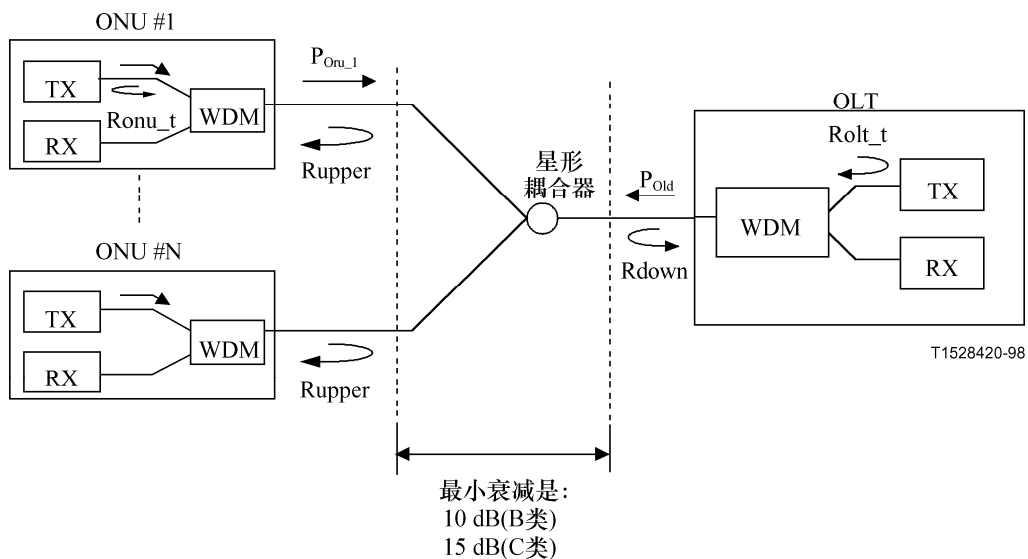 ONU #1
TX
RX
WDM
Ronu_t
POru_1
Rupper
ONU #N
TX
RX
WDM
Rupper
星形
耦合器
POld
Rdown
OLT
Rolt_t
WDM
TX
RX
T1528420-98
最小衰减是:
10 dB(B类)
15 dB(C类)